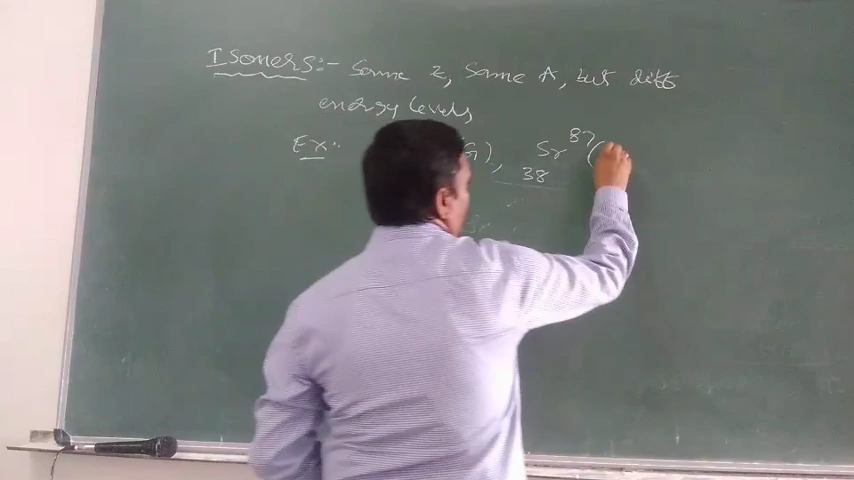 Isomers:- Same Z, Same A, but diff
energy levels
Ex:- G), 38 Sr 87 (